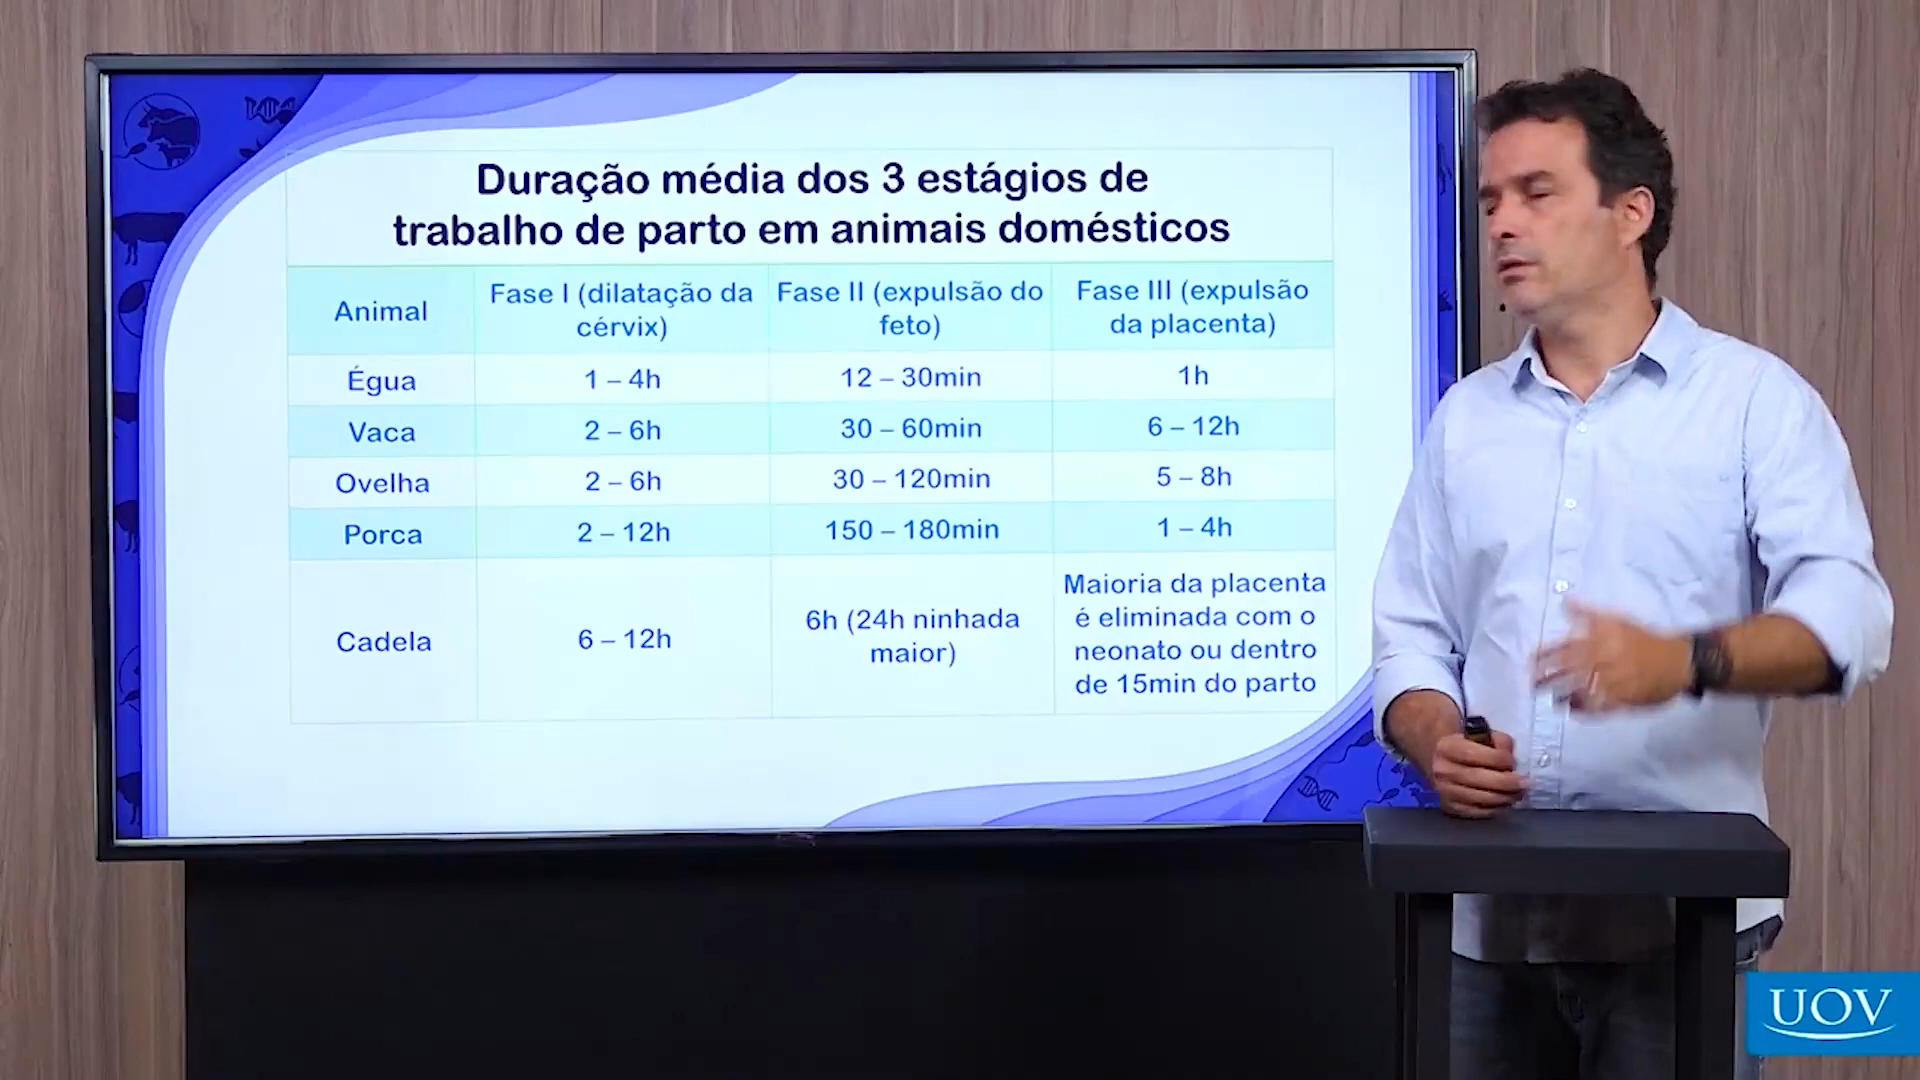 Duração média dos 3 estágios de
trabalho de parto em animais domésticos
Animal
Fase I (dilatação da
cérvix)
Fase II (expulsão do
feto)
Fase III (expulsão
da placenta)
Égua
1 – 4h
12 – 30min
1h
Vaca
2 – 6h
30 – 60min
6 – 12h
Ovelha
2 – 6h
30 – 120min
5 – 8h
Porca
2 – 12h
150 – 180min
1 – 4h
Cadela
6 – 12h
6h (24h ninhada
maior)
Maioria da placenta
é eliminada com o
neonato ou dentro
de 15min do parto
UOV